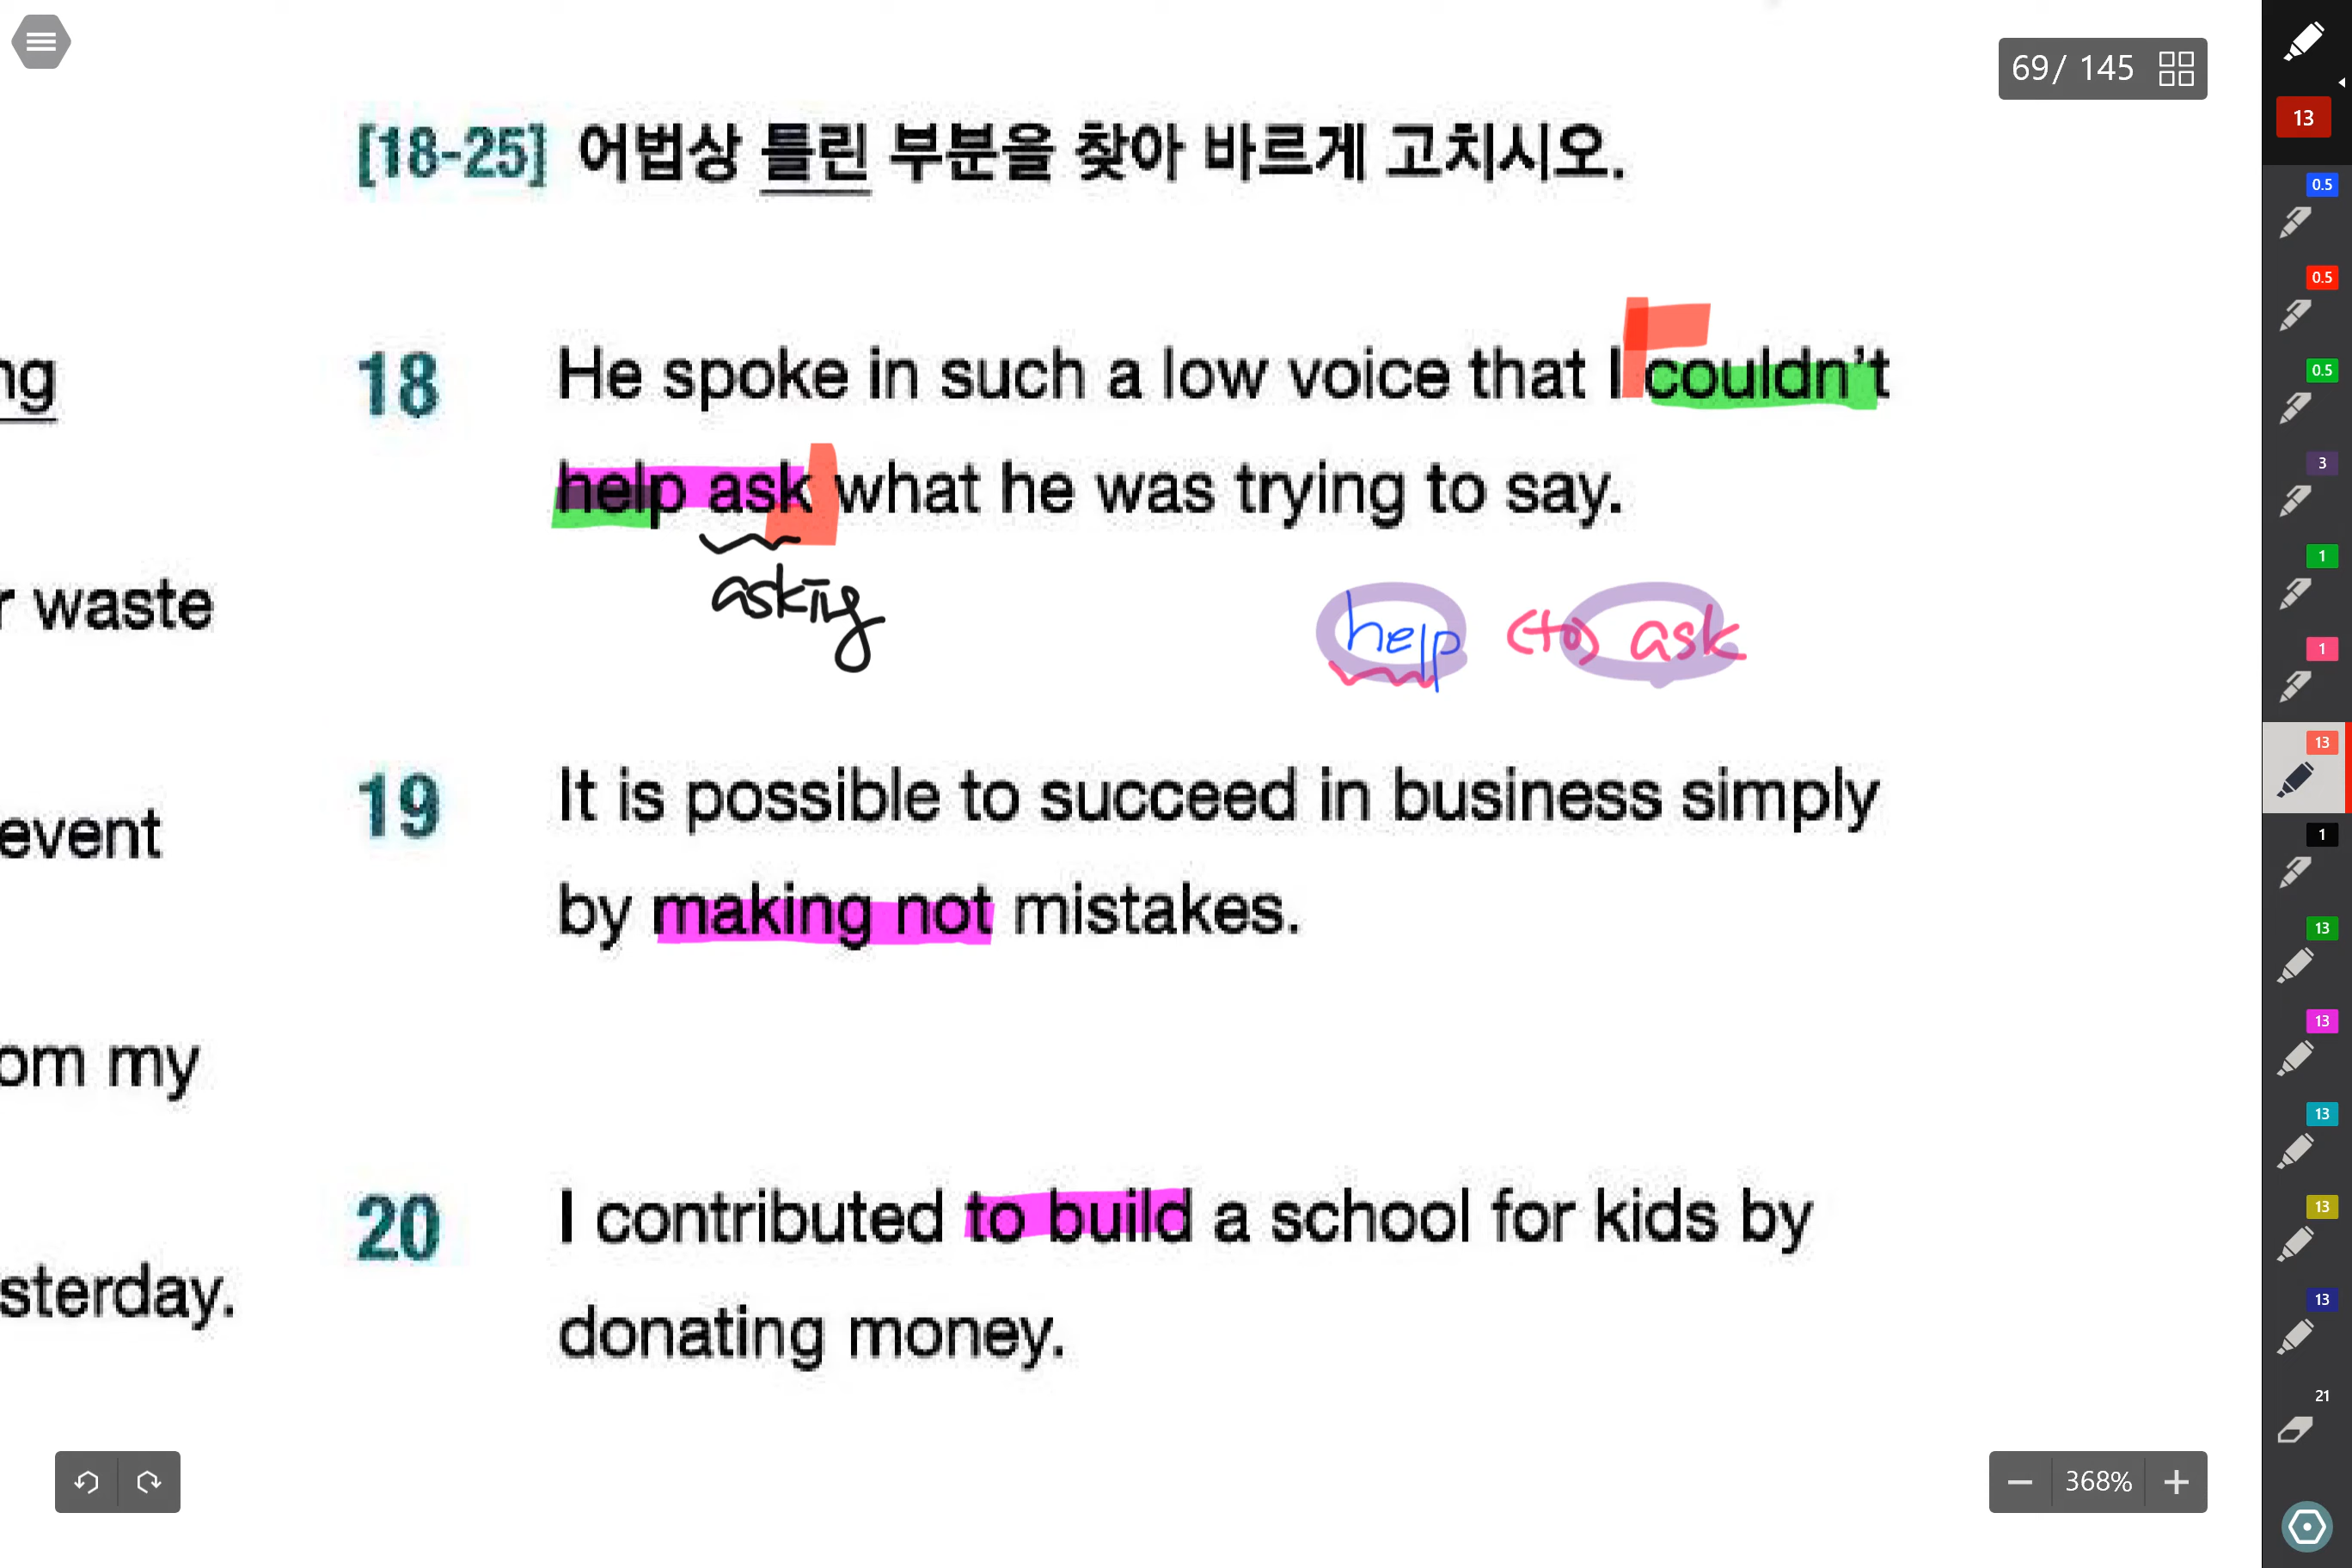 69/ 145
13
[18-25] 어법상 틀린 부분을 찾아 바르게 고치시오.
0.5
0.5
18 He spoke in such a low voice that I couldn't
ng
0.5
help ask what he was trying to say.
3
asking
help (to) ask
r waste
1
1
13
19 It is possible to succeed in business simply
event
1
by making not mistakes.
13
13
om my
13
20 I contributed to build a school for kids by
13
sterday.
donating money.
13
21
368%